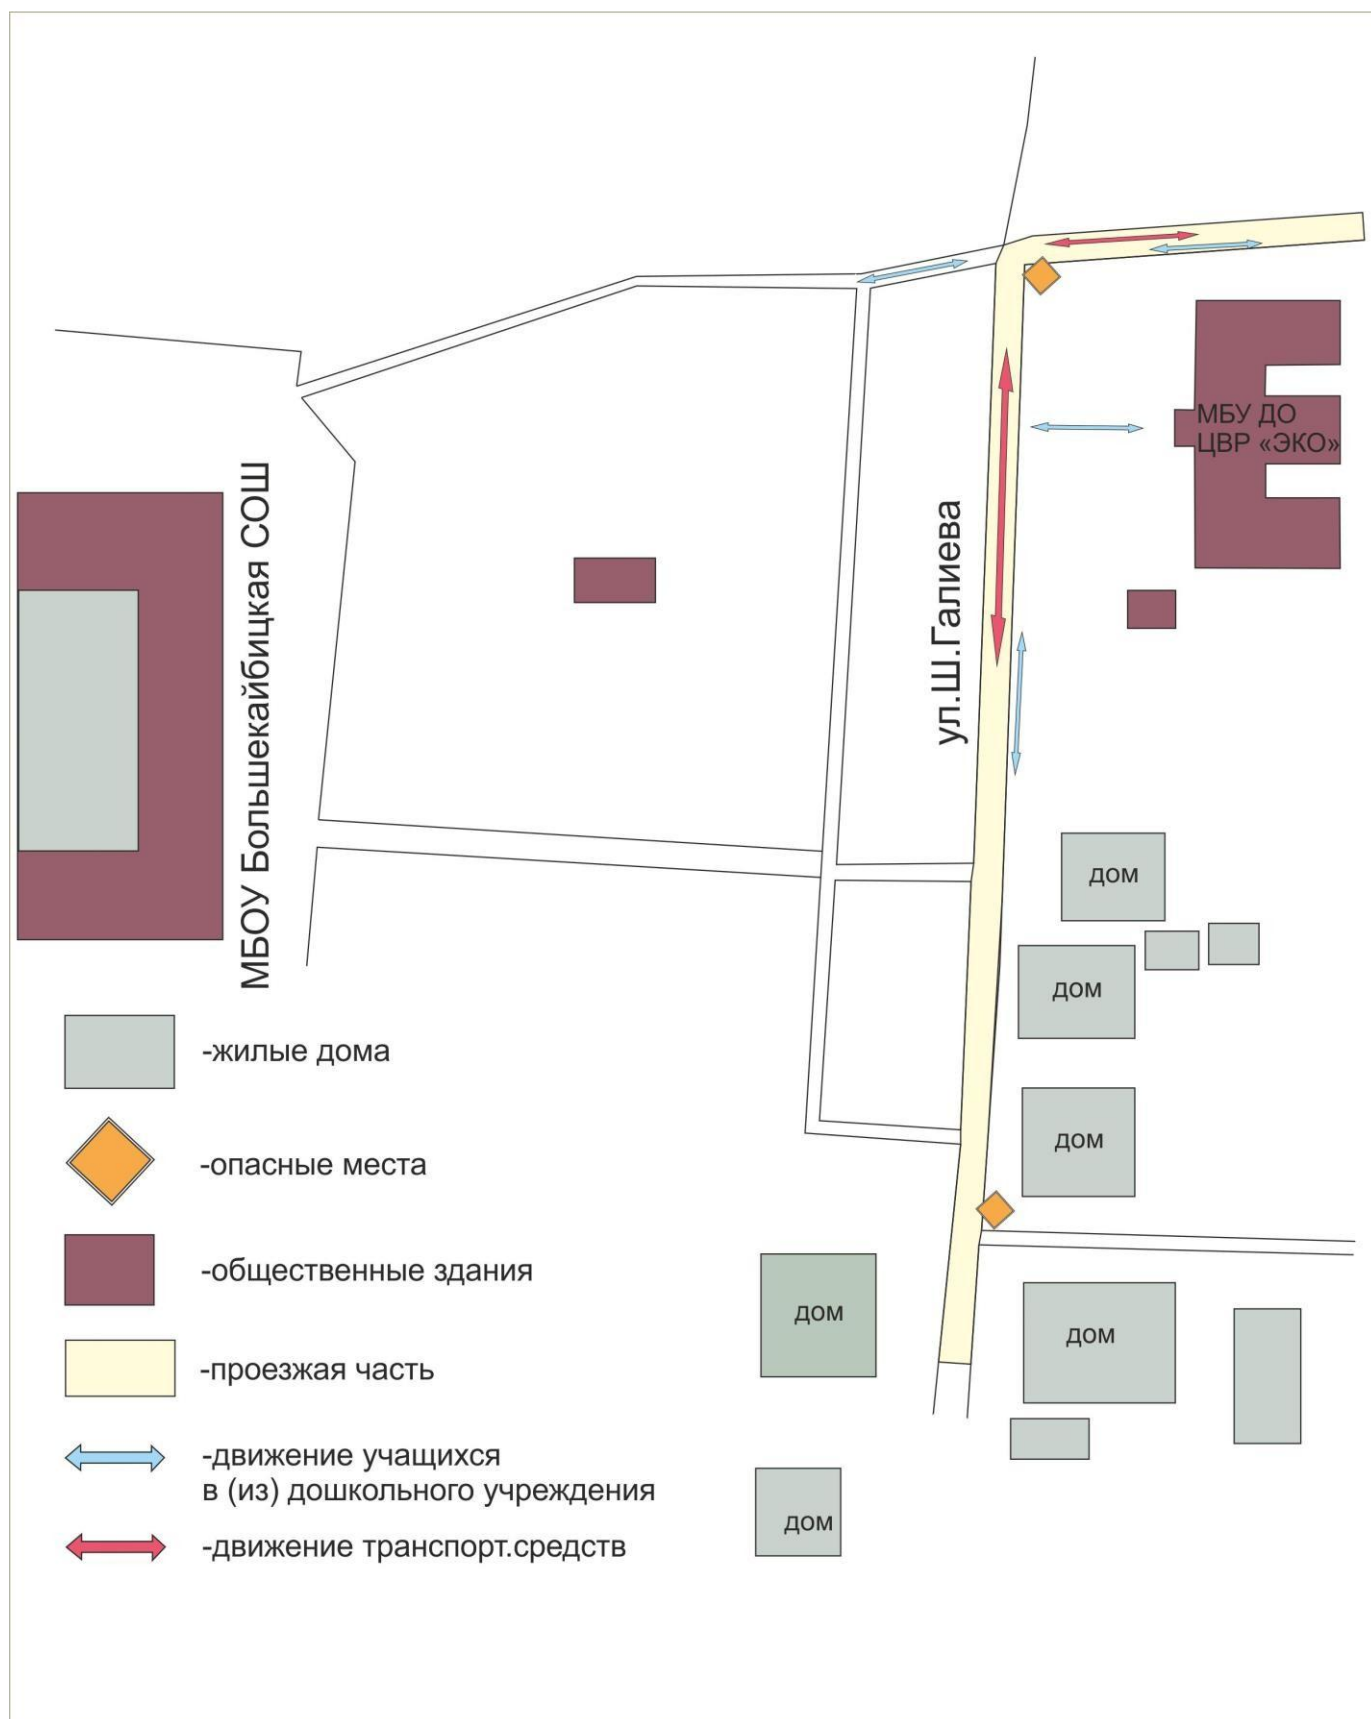 МБУ ДО
ЦВР «ЭКО»
МБОУ Большекайбицкая СОШ
ул.Ш.Галиева
дом
дом
дом
дом
дом
дом
-жилые дома
-опасные места
-общественные здания
-проезжая часть
-движение учащихся
в (из) дошкольного учреждения
-движение транспорт.средств